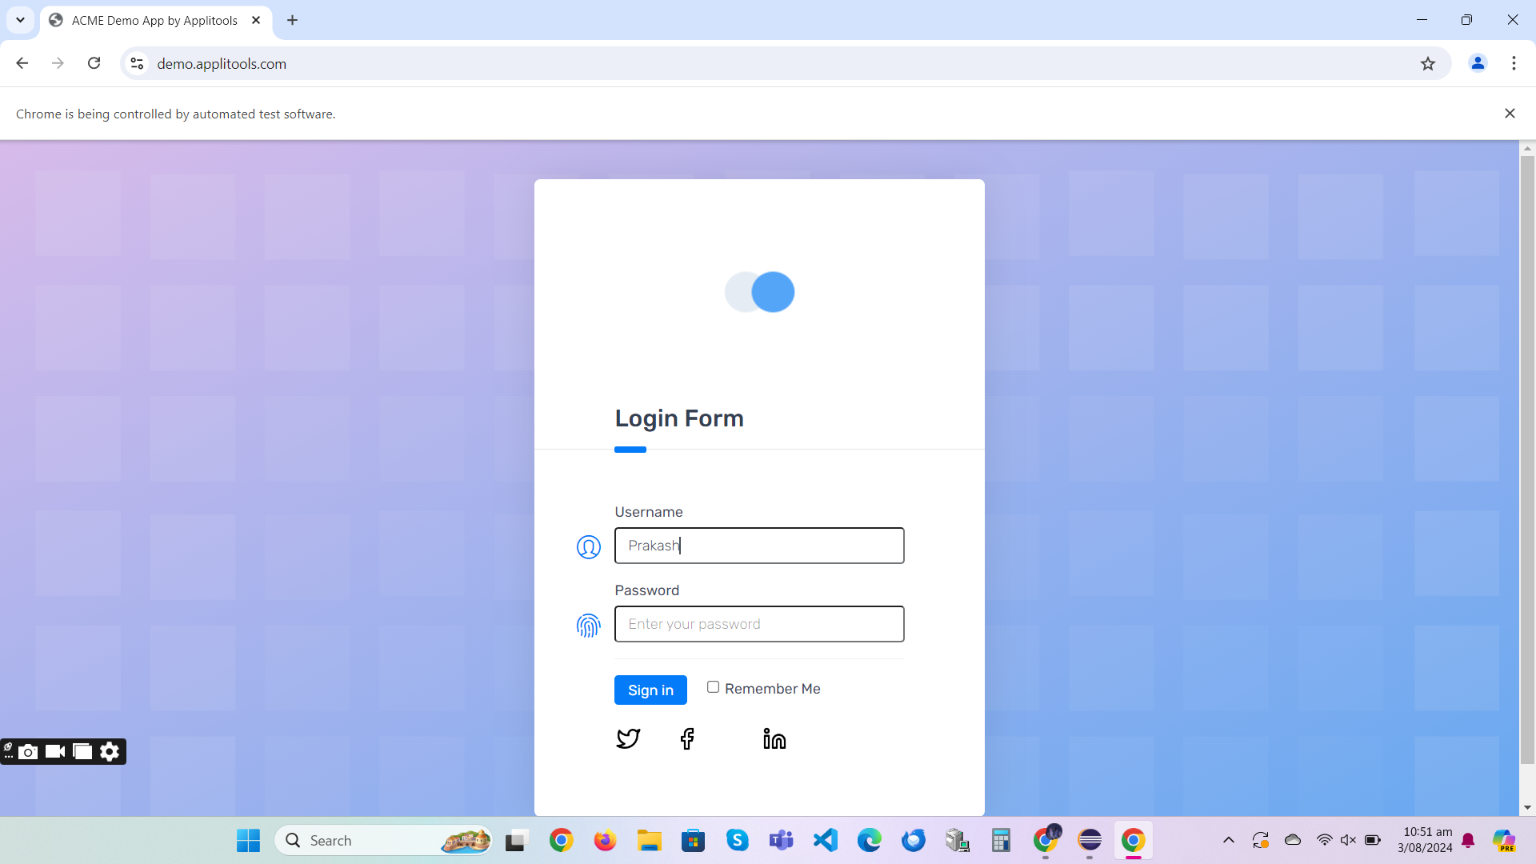 ACME Demo App by Applitools
demo.applitools.com
Chrome is being controlled by automated test software.
Login Form
Username
Prakash
Password
Enter your password
Sign in
Remember Me
Search
10:51 am
3/08/2024
PRE